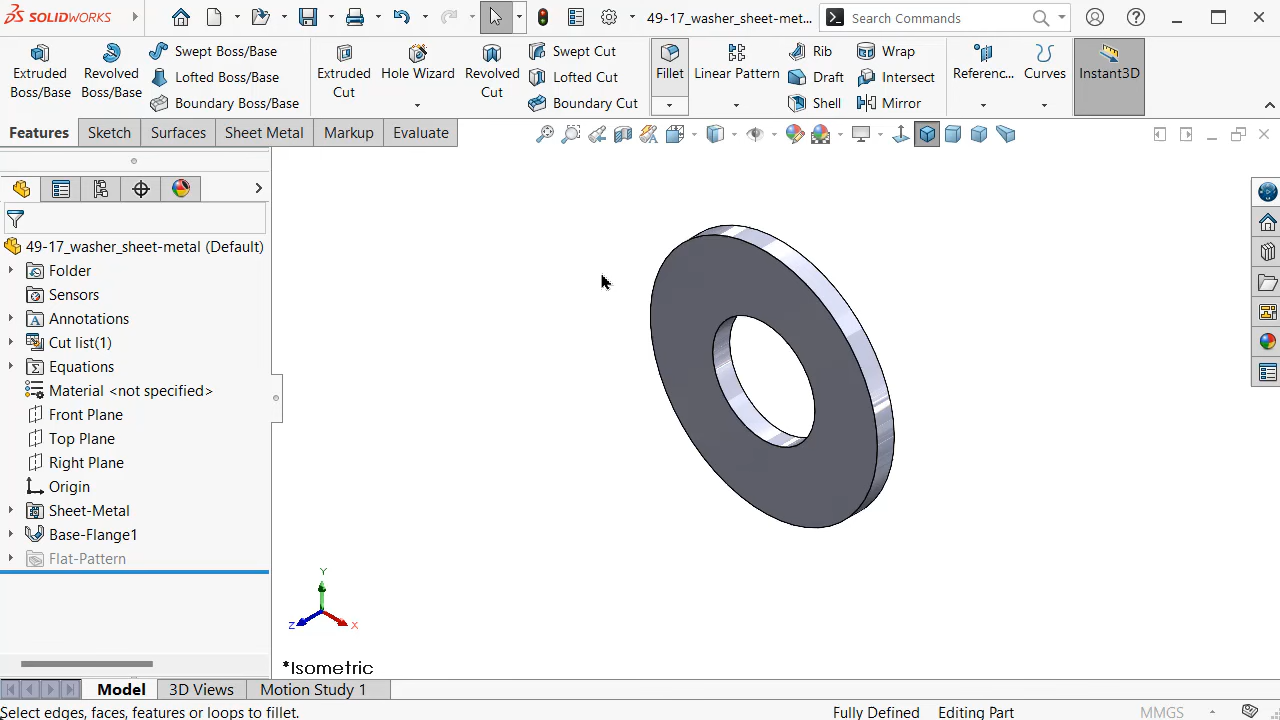 SOLIDWORKS
49-17_washer_sheet-met...
Search Commands
Extruded Boss/Base
Revolved Boss/Base
Swept Boss/Base
Lofted Boss/Base
Boundary Boss/Base
Extruded Cut
Hole Wizard
Revolved Cut
Swept Cut
Lofted Cut
Boundary Cut
Fillet
Linear Pattern
Rib
Draft
Shell
Wrap
Intersect
Mirror
Referenc...
Curves
Instant3D
Features
Sketch
Surfaces
Sheet Metal
Markup
Evaluate
49-17_washer_sheet-metal (Default)
Folder
Sensors
Annotations
Cut list(1)
Equations
Material <not specified>
Front Plane
Top Plane
Right Plane
Origin
Sheet-Metal
Base-Flange1
Flat-Pattern
Y
Z
X
*Isometric
Model
3D Views
Motion Study 1
Select edges, faces, features or loops to fillet.
Fully Defined
Editing Part
MMGS